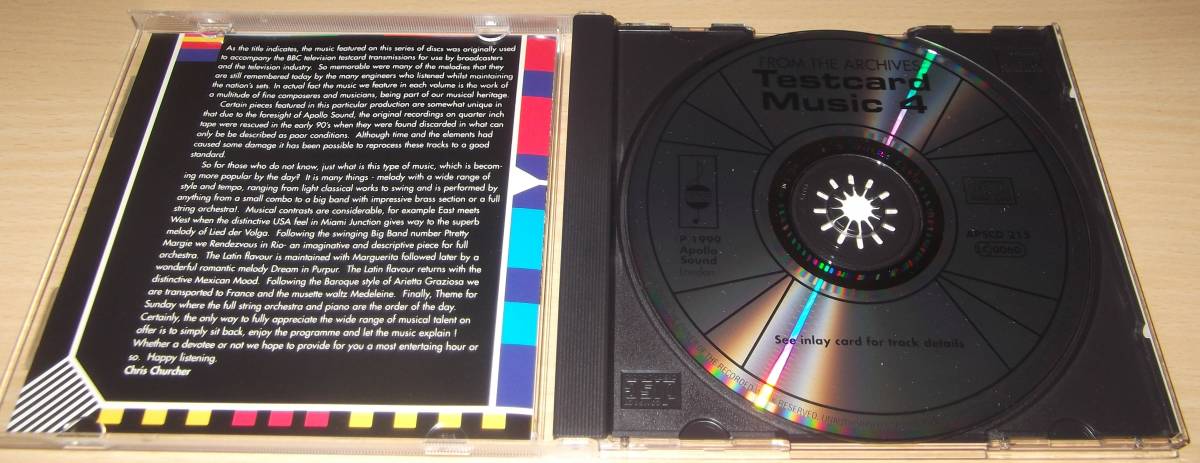 As the title indicates, the music featured on this series of discs was originally used
to accompany the BBC television testcard transmissions for use by broadcasters
and the television industry. So memorable were many of the melodies that they
are still remembered today by the many engineers who listened whilst maintaining
the nation's sets. In actual fact the music we feature in each volume is the work of
a multitude of fine composeres and musicians, being part of our musical heritage.
Certain pieces featured in this particular production are somewhat unique in
that due to the foresight of Apollo Sound, the original recordings on quarter inch
tape were rescued in the early 90's when they were found discarded in what can
only be be described as poor conditions. Although time and the elements had
caused some damage it has been possible to reprocess these tracks to a good
standard.
So for those who do not know, just what is this type of music, which is becom-
ing more popular by the day? It is many things - melody with a wide range of
style and tempo, ranging from light classical works to swing and is performed by
anything from a small combo to a big band with impressive brass section or a full
string orchestra!. Musical contrasts are considerable, for example East meets
West when the distinctive USA feel in Miami Junction gives way to the superb
melody of Lied der Volga. Following the swinging Big Band number Prretty
Margie we Rendezvous in Rio- an imaginative and descriptive piece for full
orchestra. The Latin flavour is maintained with Marguerita followed later by a
wonderful romantic melody Dream in Purpur. The Latin flavour returns with the
distinctive Mexican Mood. Following the Baroque style of Arietta Graziosa we
are transported to France and the musette waltz Medeleine. Finally, Theme for
Sunday where the full string orchestra and piano are the order of the day.
Certainly, the only way to fully appreciate the wide range of musical talent on
offer is to simply sit back, enjoy the programme and let the music explain !
Whether a devotee or not we hope to provide for you a most entertaing hour or
so. Happy listening.
Chris Churcher
FROM THE ARCHIVES
Testcard
Music 4
P 1999
Apollo
Sound
London
APSCD 215
LC 0060
See inlay card for track details
OF THE RECORDED
RESERVED. UNAU